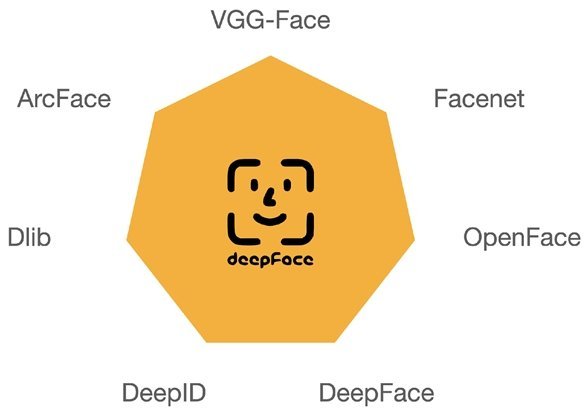 VGG-Face
ArcFace
Facenet
deepFace
Dlib
OpenFace
DeepID
DeepFace